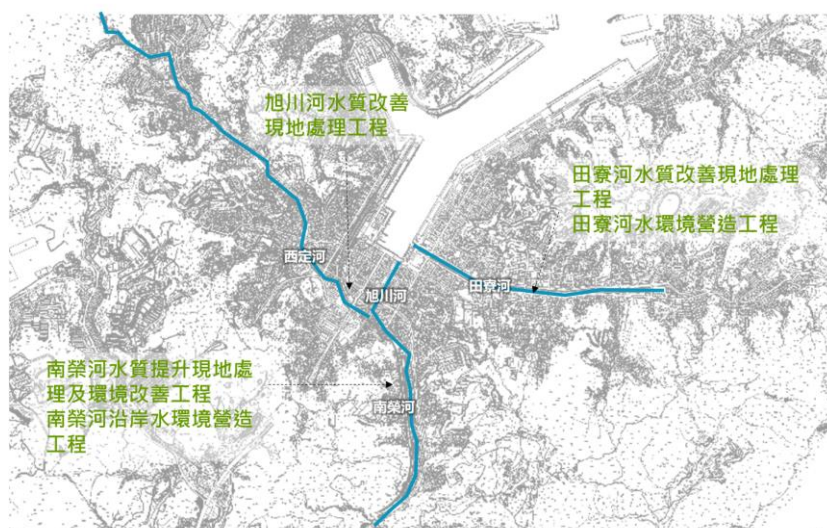 旭川河水質改善
現地處理工程
田寮河水質改善現地處理
工程
田寮河水環境營造工程
西定河
旭川河
田寮河
南榮河水質提升現地處
理及環境改善工程
南榮河沿岸水環境營造
工程
南榮河